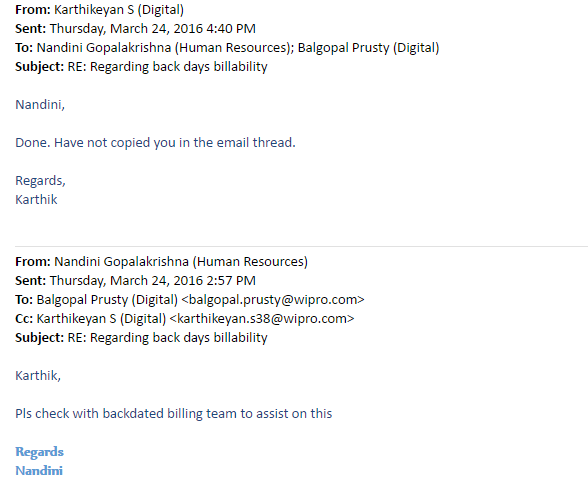 From: Karthikeyan S (Digital)
Sent: Thursday, March 24, 2016 4:40 PM
To: Nandini Gopalakrishna (Human Resources); Balgopal Prusty (Digital)
Subject: RE: Regarding back days billability
Nandini,
Done. Have not copied you in the email thread.
Regards,
Karthik
From: Nandini Gopalakrishna (Human Resources)
Sent: Thursday, March 24, 2016 2:57 PM
To: Balgopal Prusty (Digital) <balgopal.prusty@wipro.com>
Cc: Karthikeyan S (Digital) <karthikeyan.s38@wipro.com>
Subject: RE: Regarding back days billability
Karthik,
Pls check with backdated billing team to assist on this
Regards
Nandini